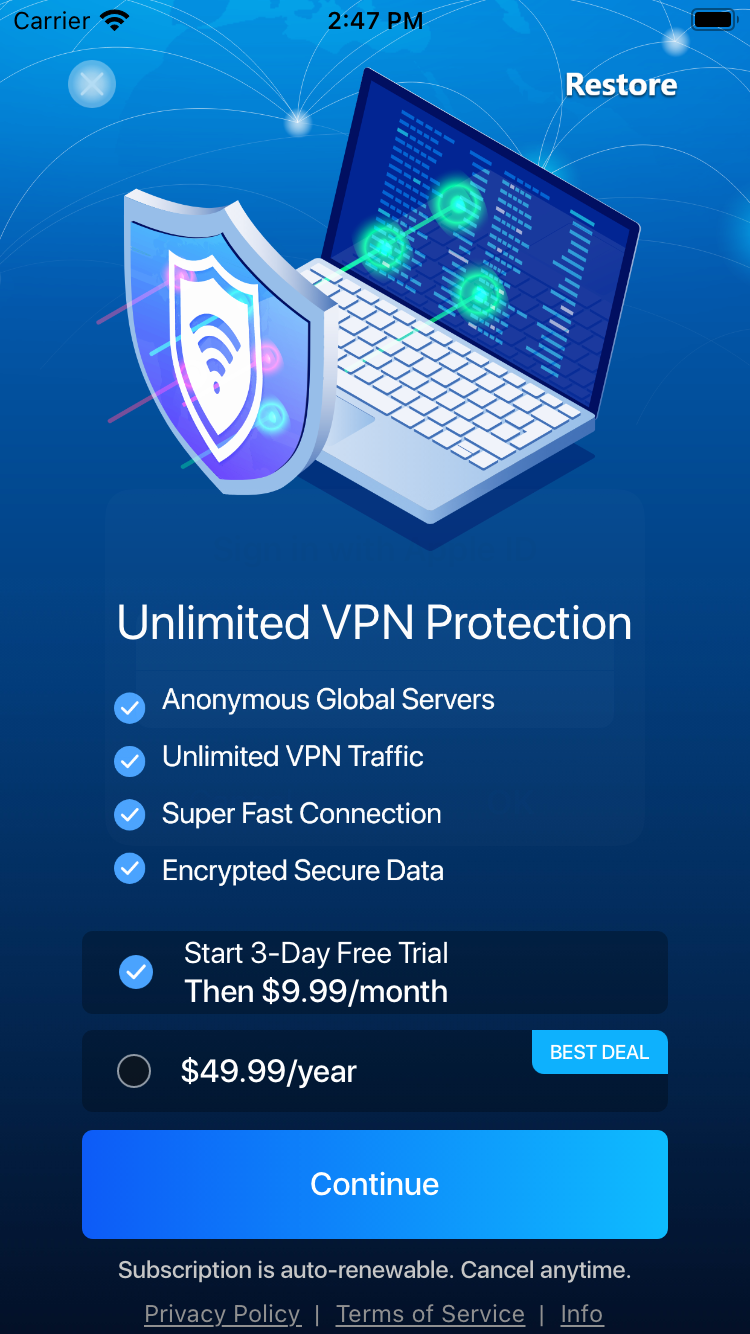 Carrier 2:47 PM
Restore
Unlimited VPN Protection
Anonymous Global Servers
Unlimited VPN Traffic
Super Fast Connection
Encrypted Secure Data
Start 3-Day Free Trial
Then $9.99/month
BEST DEAL
$49.99/year
Continue
Subscription is auto-renewable. Cancel anytime.
Privacy Policy | Terms of Service | Info